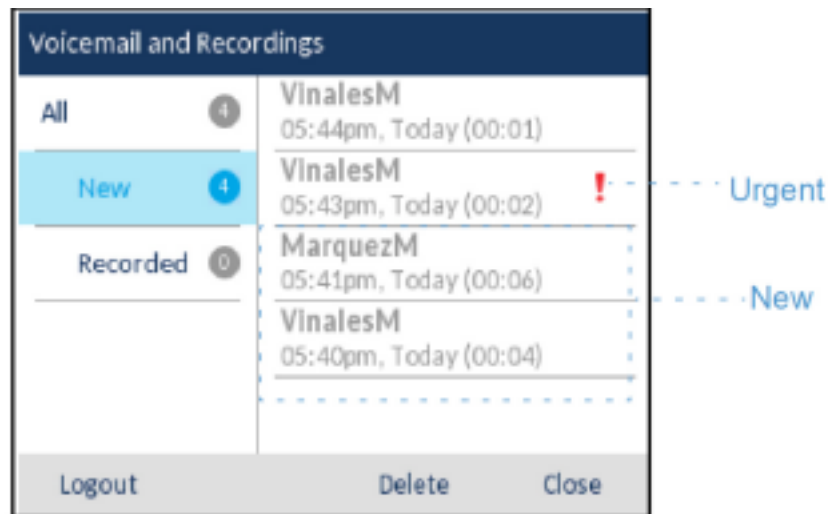 Voicemail and Recordings
All 4
New 4
Recorded 0
VinalesM
05:44pm, Today (00:01)
VinalesM
05:43pm, Today (00:02) !
Urgent
MarquezM
05:41pm, Today (00:06)
New
VinalesM
05:40pm, Today (00:04)
Logout Delete Close